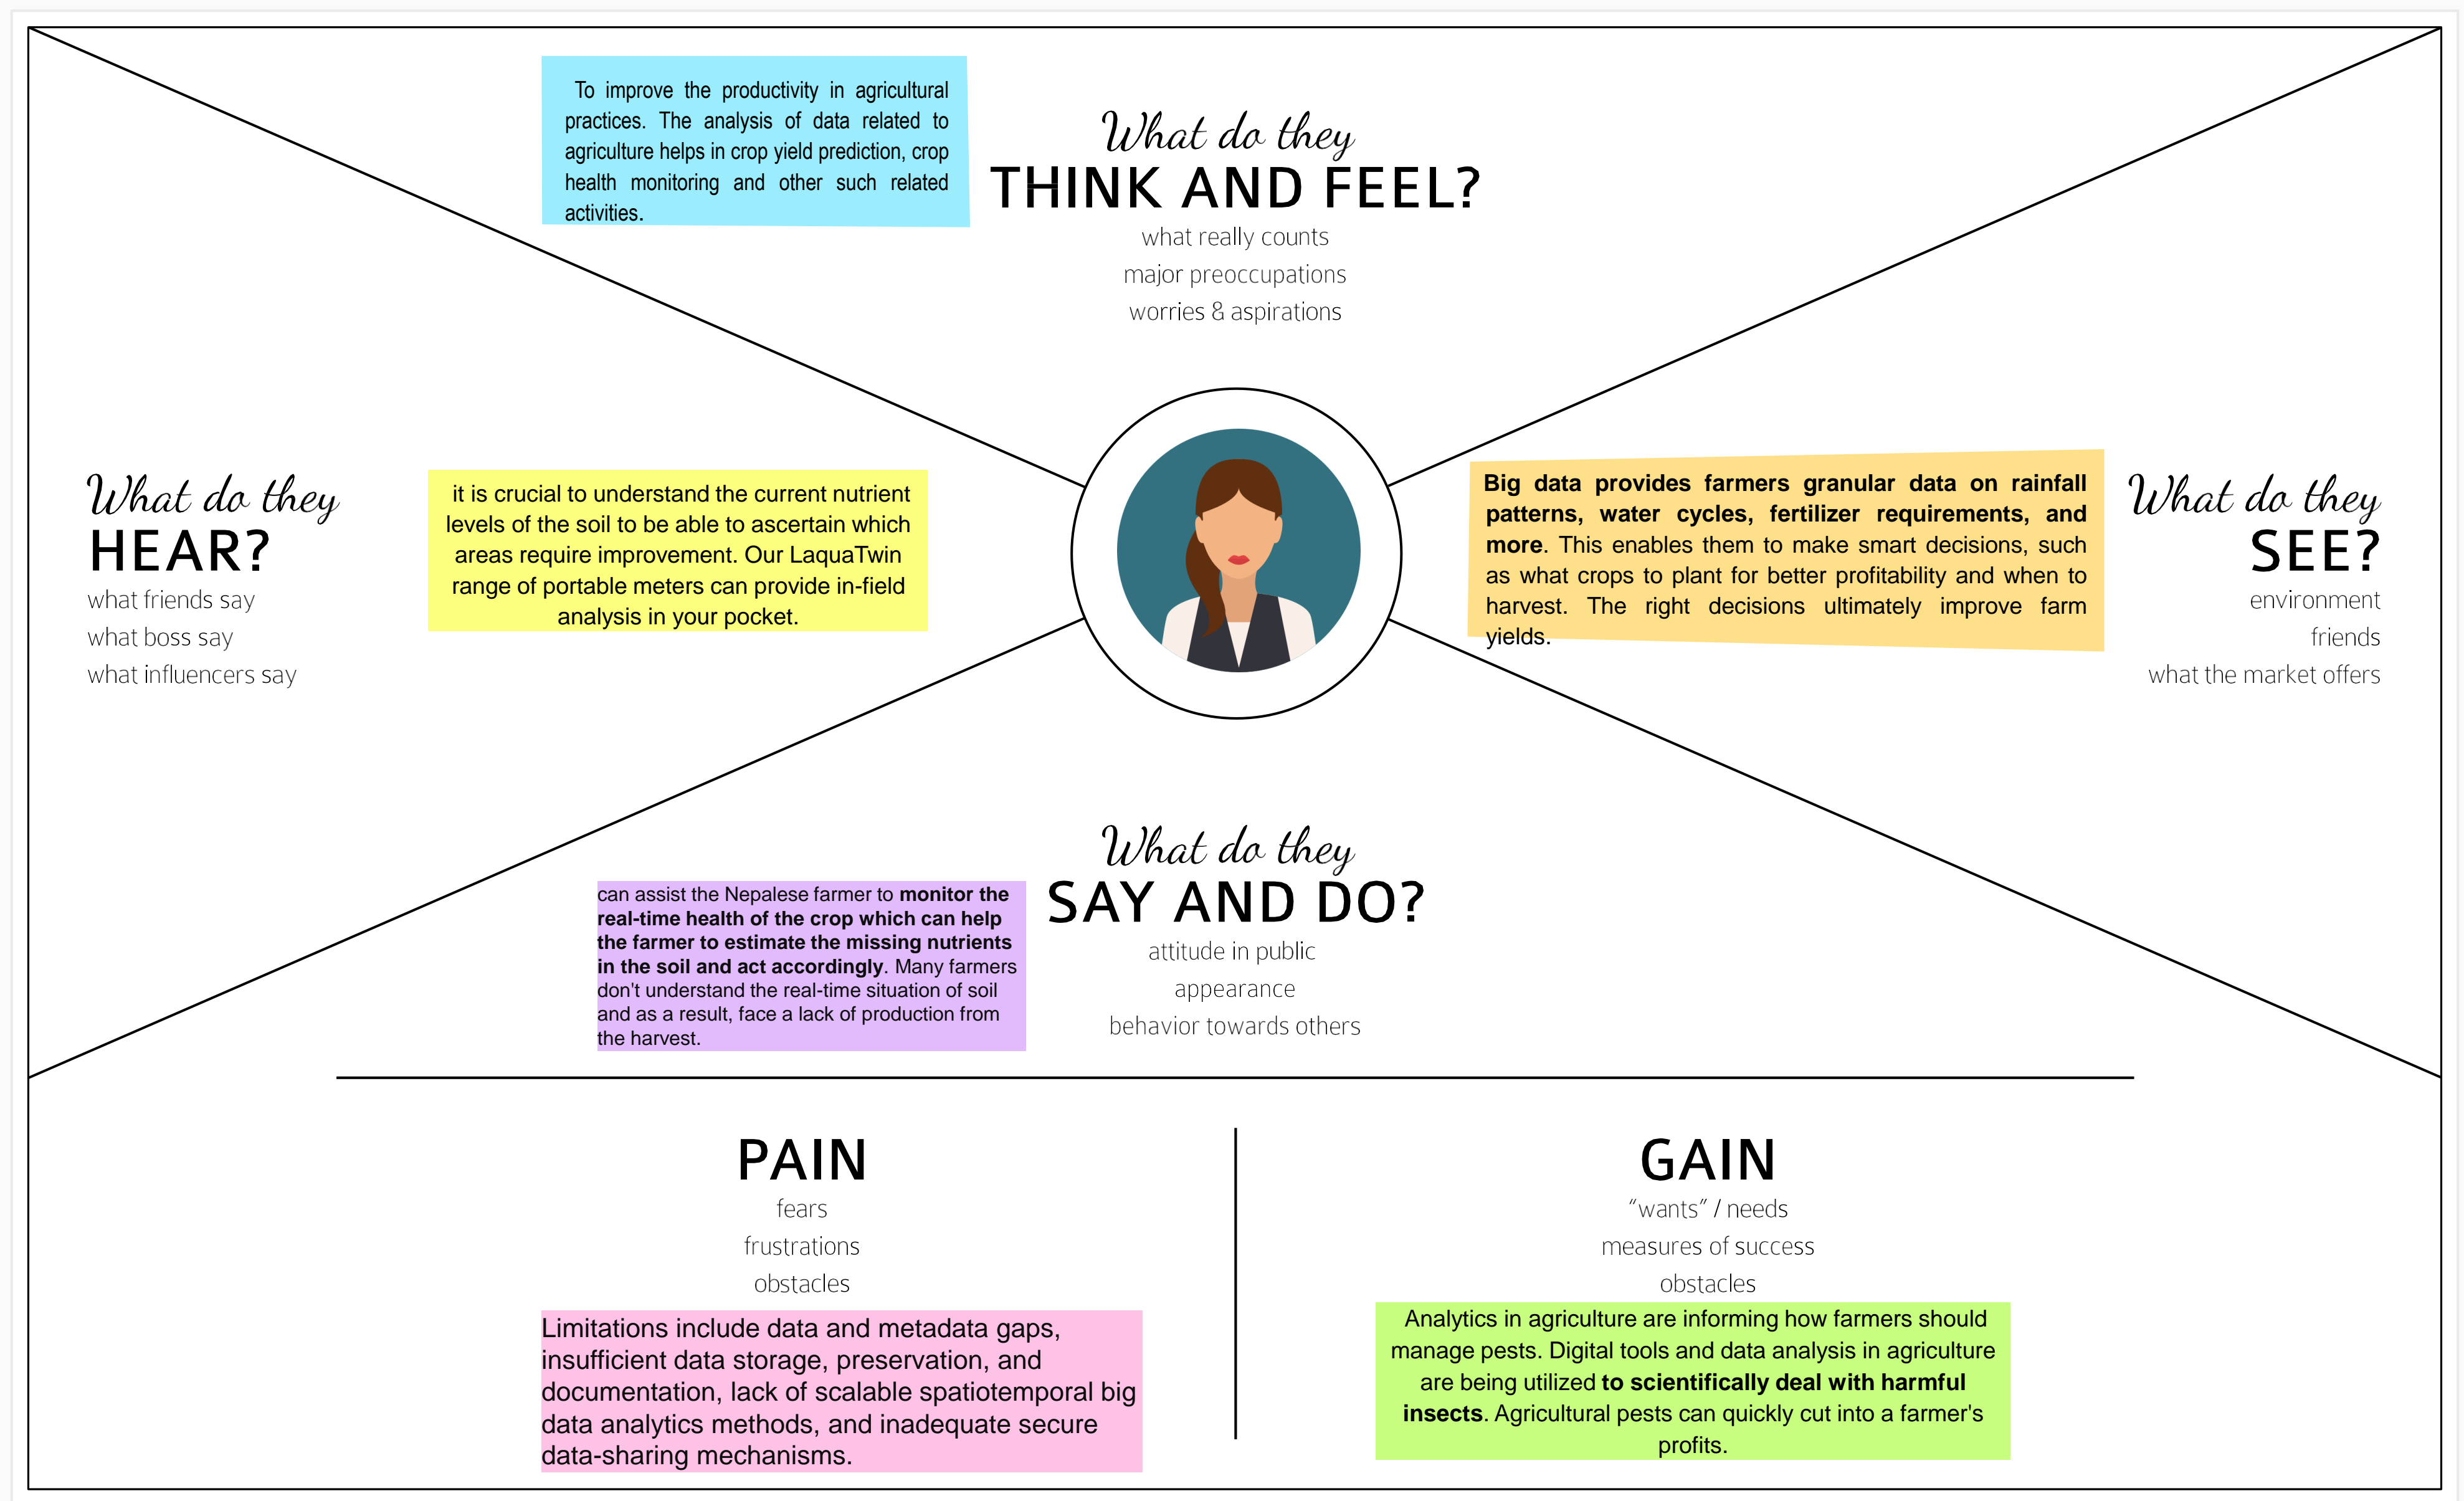 To improve the productivity in agricultural
practices. The analysis of data related to
agriculture helps in crop yield prediction, crop
health monitoring and other such related
activities.
What do they
THINK AND FEEL?
what really counts
major preoccupations
worries & aspirations
What do they
HEAR?
what friends say
what boss say
what influencers say
it is crucial to understand the current nutrient
levels of the soil to be able to ascertain which
areas require improvement. Our LaquaTwin
range of portable meters can provide in-field
analysis in your pocket.
Big data provides farmers granular data on rainfall
patterns, water cycles, fertilizer requirements, and
more. This enables them to make smart decisions, such
as what crops to plant for better profitability and when to
harvest. The right decisions ultimately improve farm
yields.
What do they
SEE?
environment
friends
what the market offers
What do they
SAY AND DO?
attitude in public
appearance
behavior towards others
can assist the Nepalese farmer to monitor the
real-time health of the crop which can help
the farmer to estimate the missing nutrients
in the soil and act accordingly. Many farmers
don't understand the real-time situation of soil
and as a result, face a lack of production from
the harvest.
PAIN
fears
frustrations
obstacles
Limitations include data and metadata gaps,
insufficient data storage, preservation, and
documentation, lack of scalable spatiotemporal big
data analytics methods, and inadequate secure
data-sharing mechanisms.
GAIN
“wants” / needs
measures of success
obstacles
Analytics in agriculture are informing how farmers should
manage pests. Digital tools and data analysis in agriculture
are being utilized to scientifically deal with harmful
insects. Agricultural pests can quickly cut into a farmer's
profits.